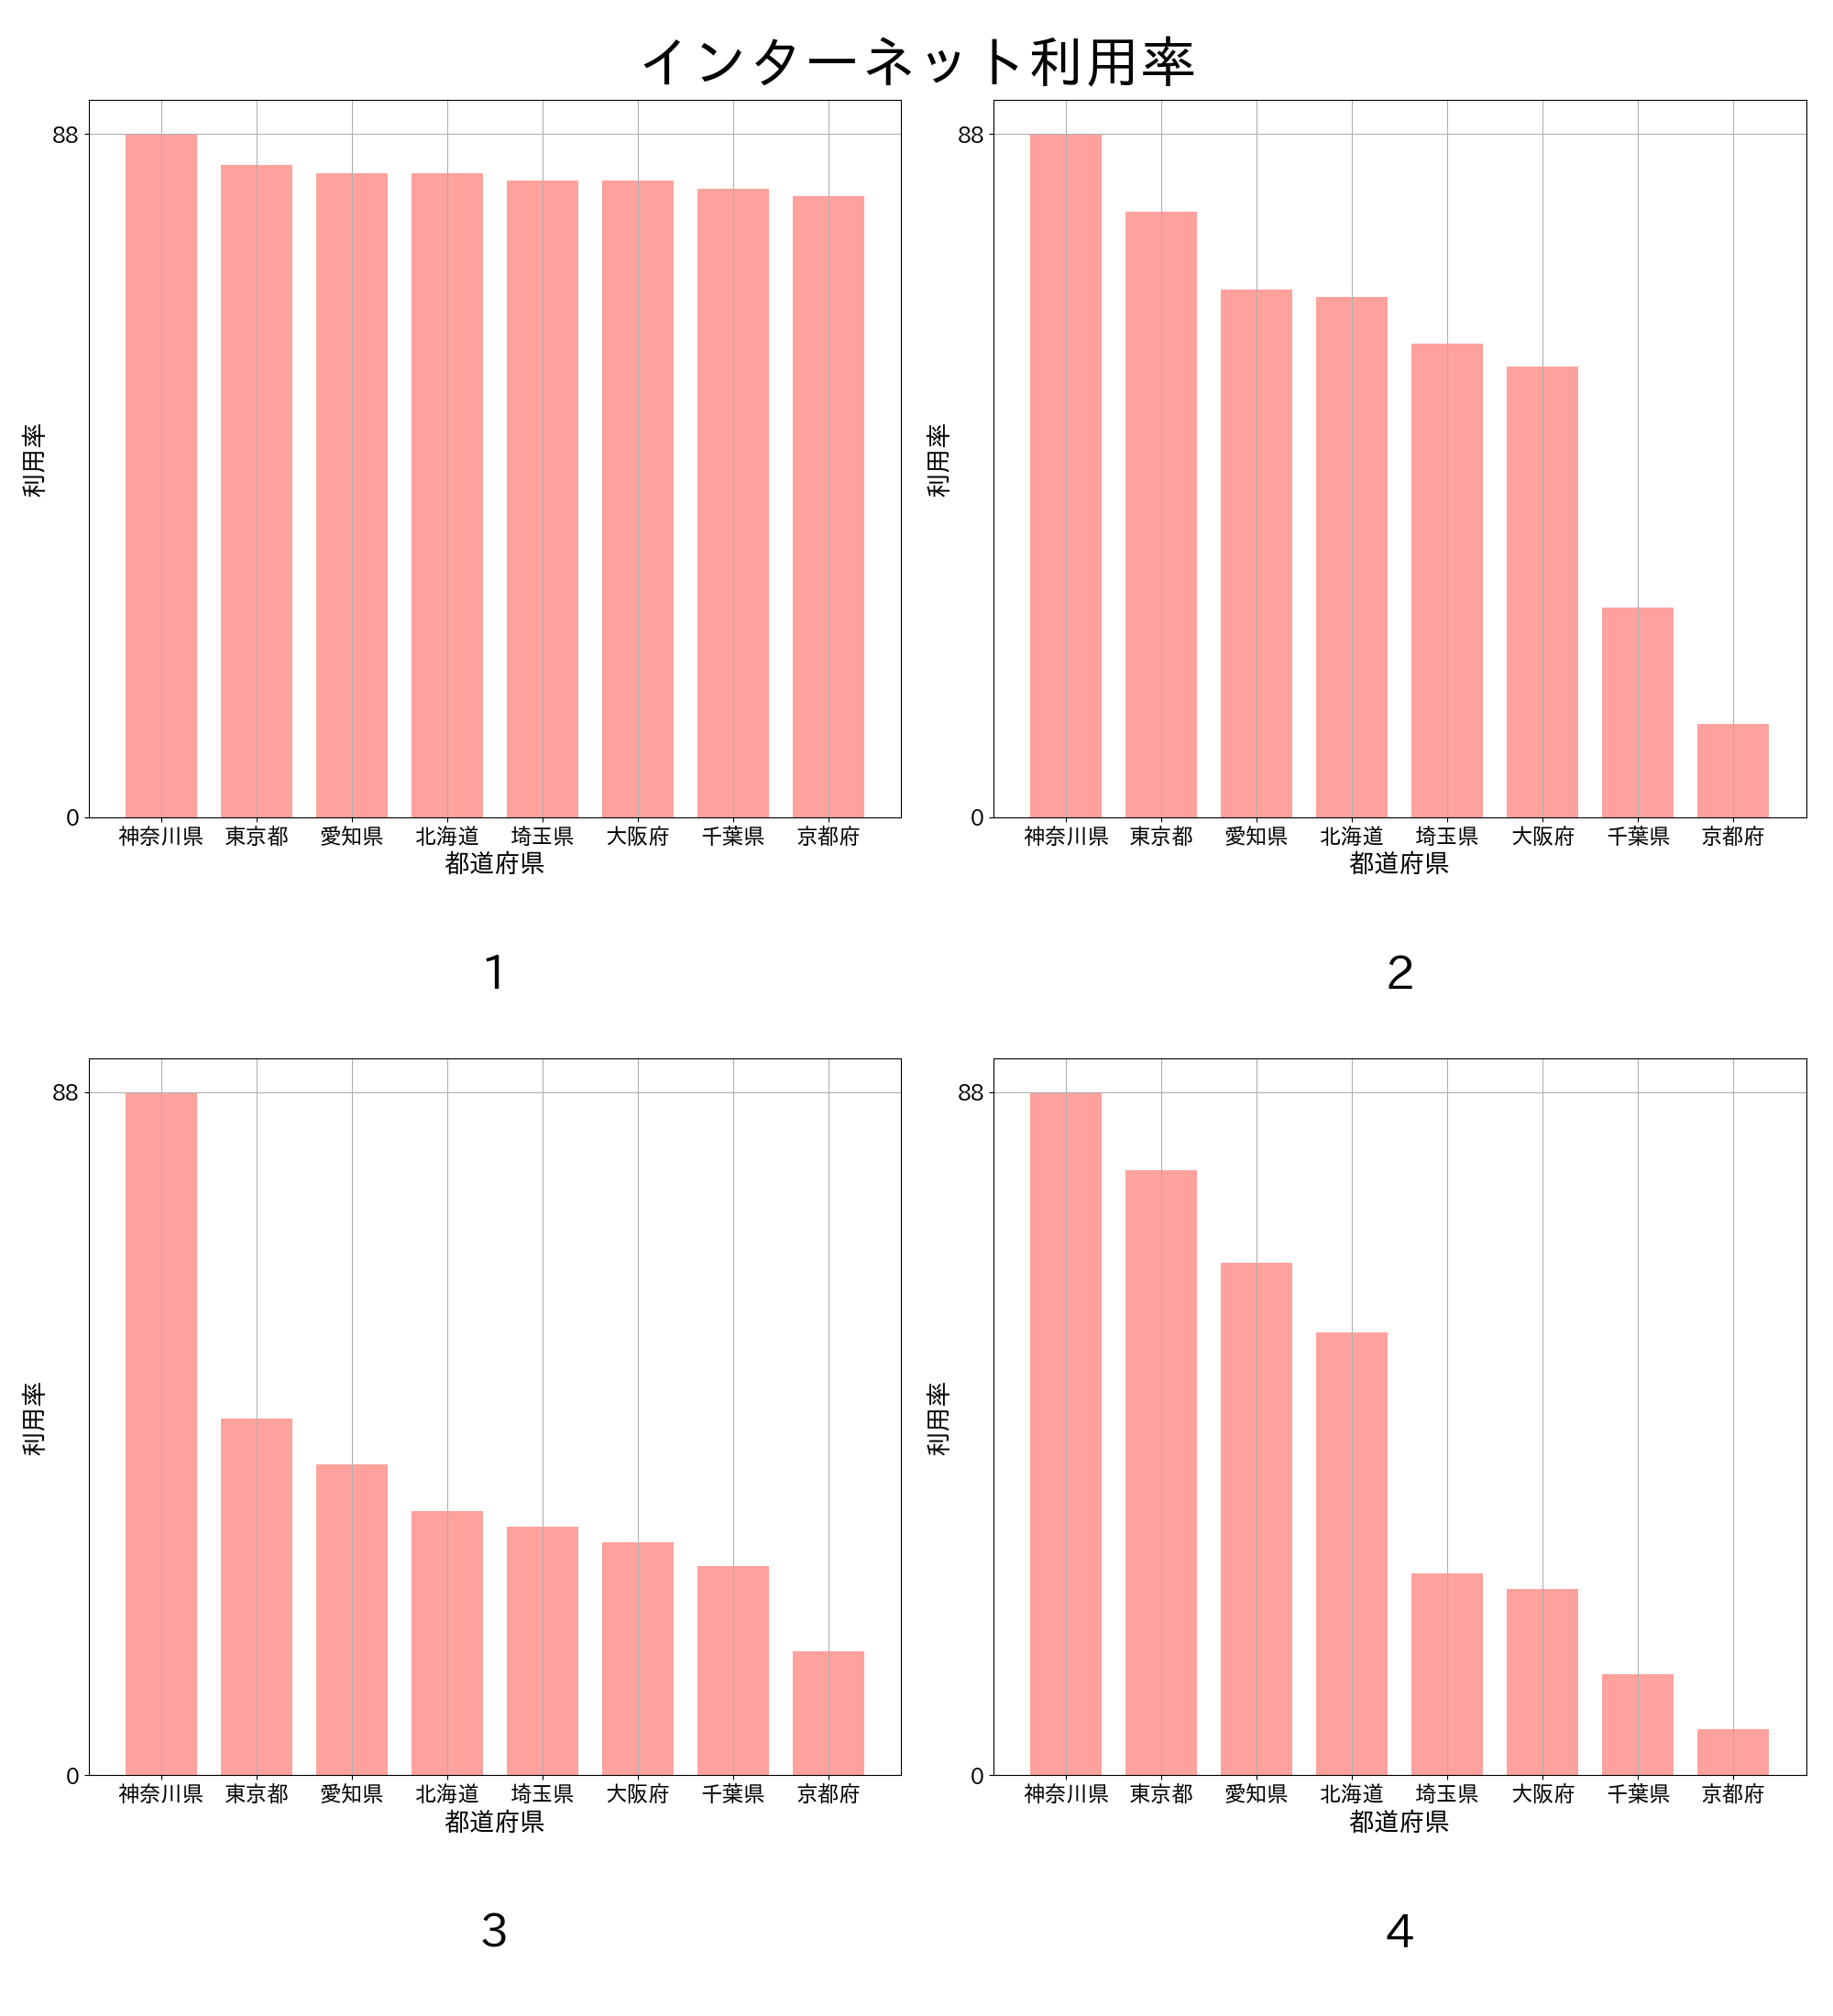 インターネット利用率
88
0
利用率
神奈川県 東京都 愛知県 北海道 埼玉県 大阪府 千葉県 京都府
都道府県
1
88
0
利用率
神奈川県 東京都 愛知県 北海道 埼玉県 大阪府 千葉県 京都府
都道府県
2
88
0
利用率
神奈川県 東京都 愛知県 北海道 埼玉県 大阪府 千葉県 京都府
都道府県
3
88
0
利用率
神奈川県 東京都 愛知県 北海道 埼玉県 大阪府 千葉県 京都府
都道府県
4